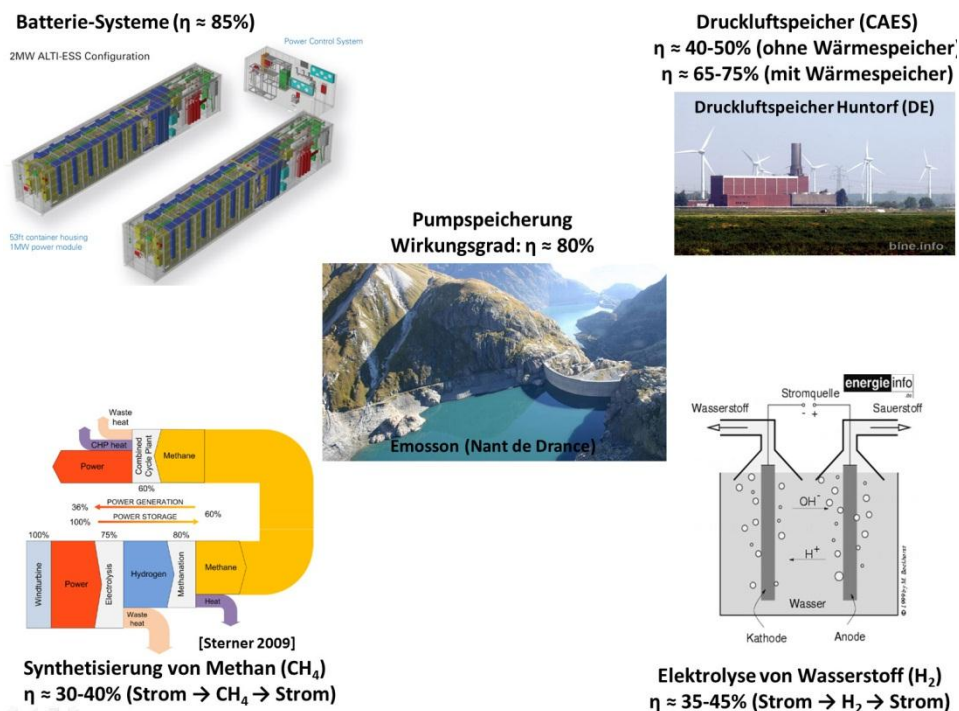 Batterie-Systeme (η ≈ 85%)
2MW ALTI-ESS Configuration
Power Control System
53ft container housing
1MW power module
Druckluftspeicher (CAES)
η ≈ 40-50% (ohne Wärmespeicher)
η ≈ 65-75% (mit Wärmespeicher)
Druckluftspeicher Huntorf (DE)
bine.info
Pumpspeicherung
Wirkungsgrad: η ≈ 80%
Emosson (Nant de Drance)
Waste
heat
CHP heat
Power
Combined
Cycle Plant
Methane
60%
36%
POWER GENERATION
60%
100%
POWER STORAGE
100%
75%
80%
Windturbine
Power
Electrolysis
Hydrogen
Methanation
Methane
Waste
heat
Heat
[Sterner 2009]
Synthetisierung von Methan (CH₄)
η ≈ 30-40% (Strom → CH₄ → Strom)
energieinfo
.de
Stromquelle
- +
Wasserstoff
Sauerstoff
OH⁻
H⁺
Wasser
Kathode
Anode
Elektrolyse von Wasserstoff (H₂)
η ≈ 35-45% (Strom → H₂ → Strom)